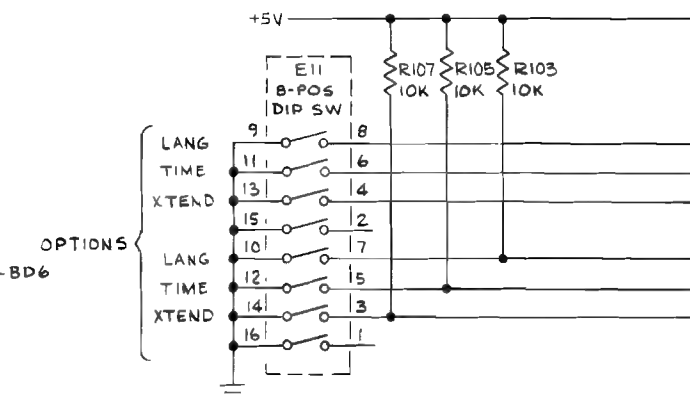 +5V
E11
8-POS
DIP SW
R107
10K
R105
10K
R103
10K
OPTIONS
LANG 9 8
TIME 11 6
XTEND 13 4
15 2
LANG 10 7
TIME 12 5
XTEND 14 3
16 1
-BD6